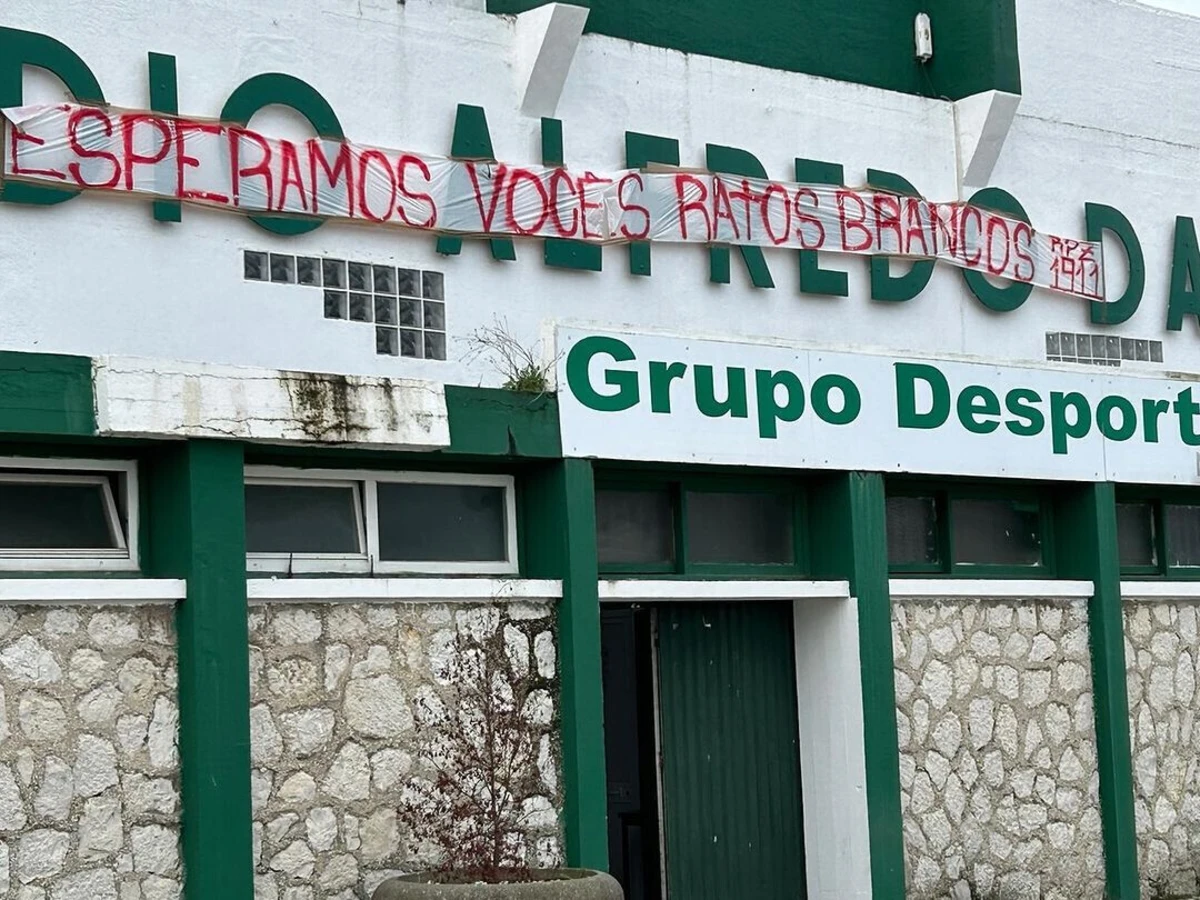 DIO ALFREDO DA
ESPERAMOS VOCÊS RATOS BRANCOS
RPZ
1911
Grupo Desport